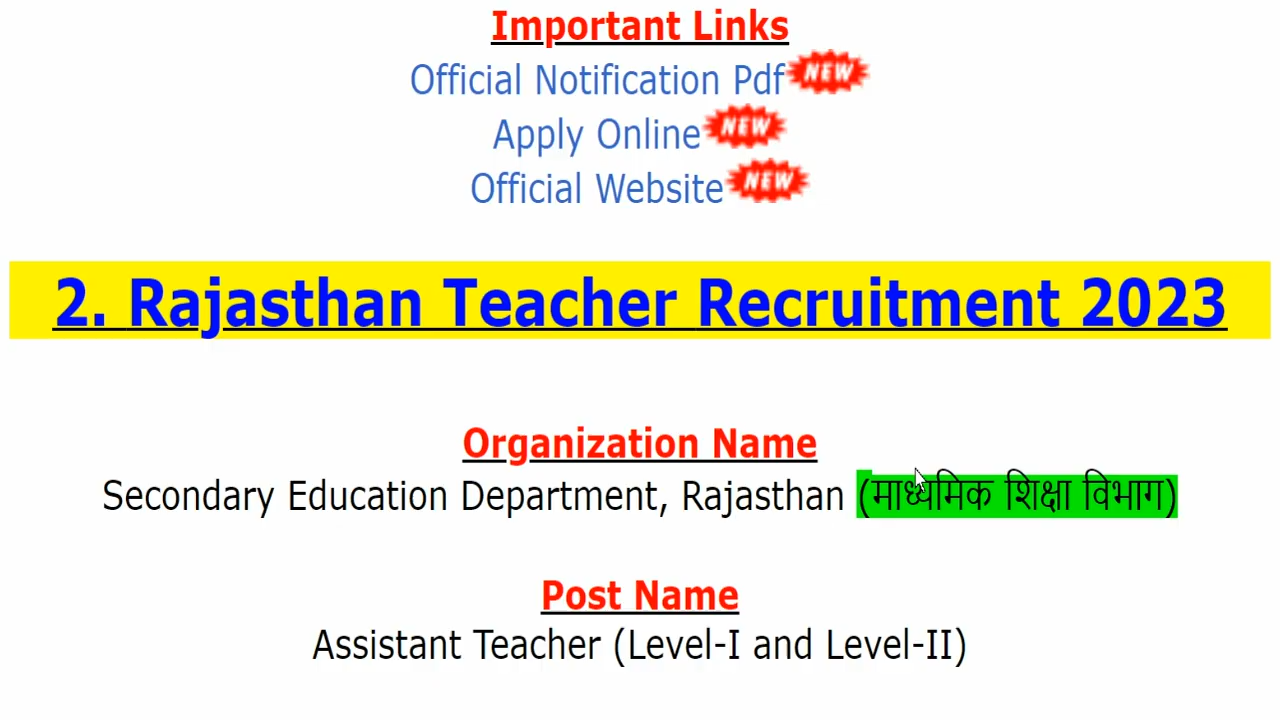 Important Links
Official Notification Pdf NEW
Apply Online NEW
Official Website NEW
2. Rajasthan Teacher Recruitment 2023
Organization Name
Secondary Education Department, Rajasthan (माध्यमिक शिक्षा विभाग)
Post Name
Assistant Teacher (Level-I and Level-II)